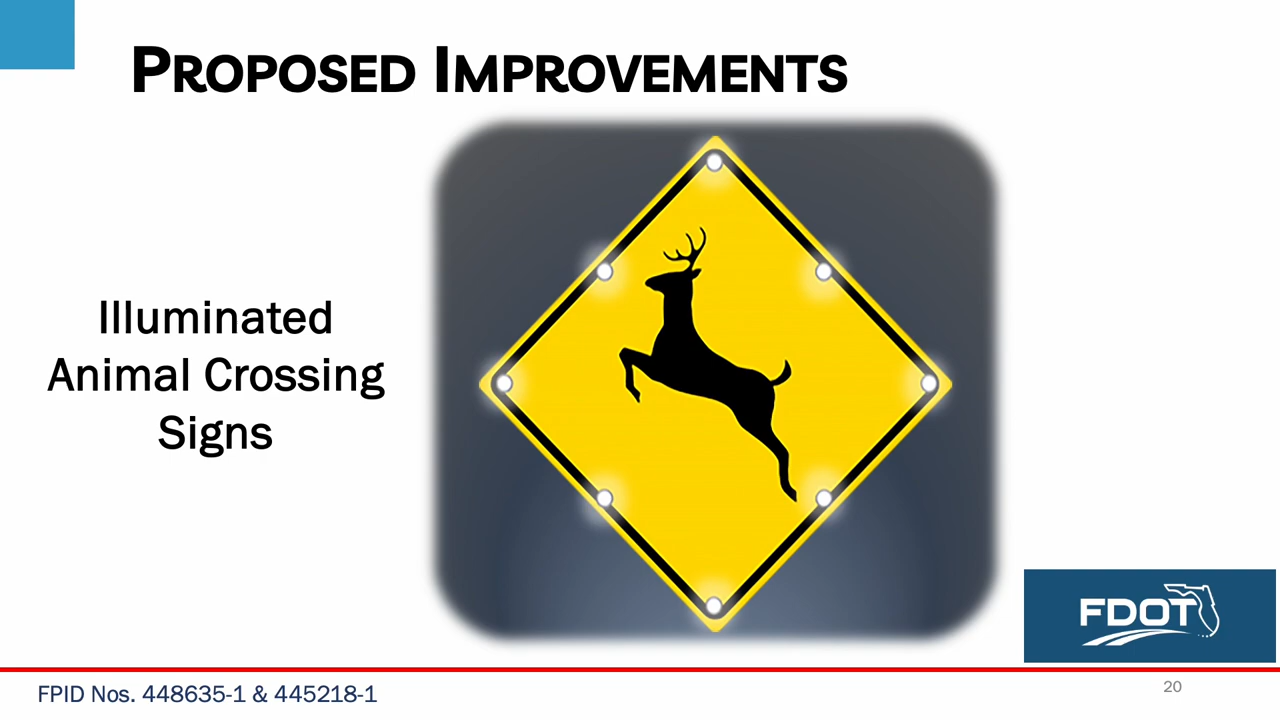 PROPOSED IMPROVEMENTS
Illuminated
Animal Crossing
Signs
FDOT
FPID Nos. 448635-1 & 445218-1
20